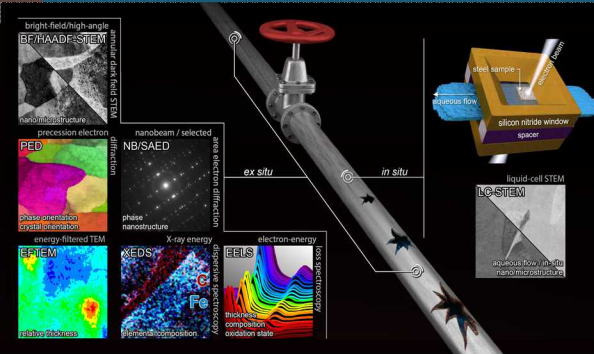 bright-field/high-angle
BF/HAADF-STEM
annular dark field STEM
nano/microstructure
precession electron
PED
diffraction
phase orientation
crystal orientation
nanobeam / selected
NB/SAED
area electron diffraction
phase
nanostructure
energy-filtered TEM
EFTEM
relative thickness
X-ray energy
XEDS
dispersive spectroscopy
C
Fe
elemental composition
electron-energy
EELS
loss spectroscopy
thickness
composition
oxidation state
ex situ
in situ
steel sample
electron beam
aqueous flow
silicon nitride window
spacer
liquid-cell STEM
LC-STEM
aqueous flow / in-situ
nano/microstructure